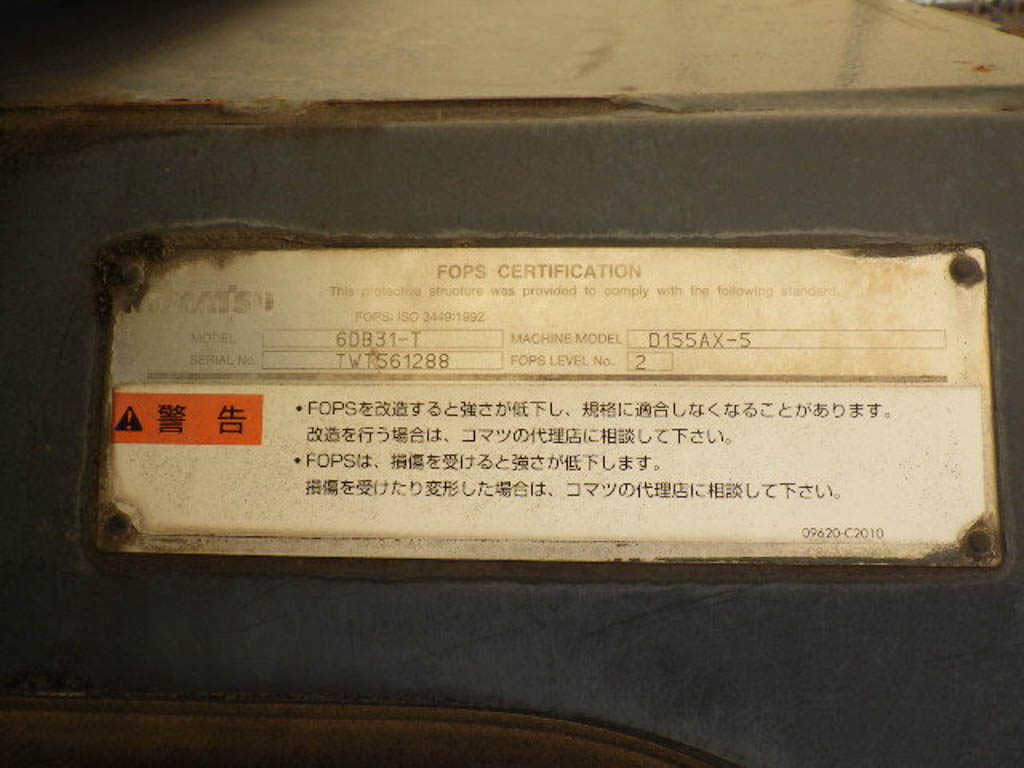 FOPS CERTIFICATION
KOMATSU
This protective structure was provided to comply with the following standard.
FOPS: ISO 3449:1992
MODEL 6DB31-T MACHINE MODEL D155AX-5
SERIAL No. TWT561288 FOPS LEVEL No. 2
警告
•FOPSを改造すると強さが低下し、規格に適合しなくなることがあります。
改造を行う場合は、コマツの代理店に相談して下さい。
•FOPSは、損傷を受けると強さが低下します。
損傷を受けたり変形した場合は、コマツの代理店に相談して下さい。
09620-C2010